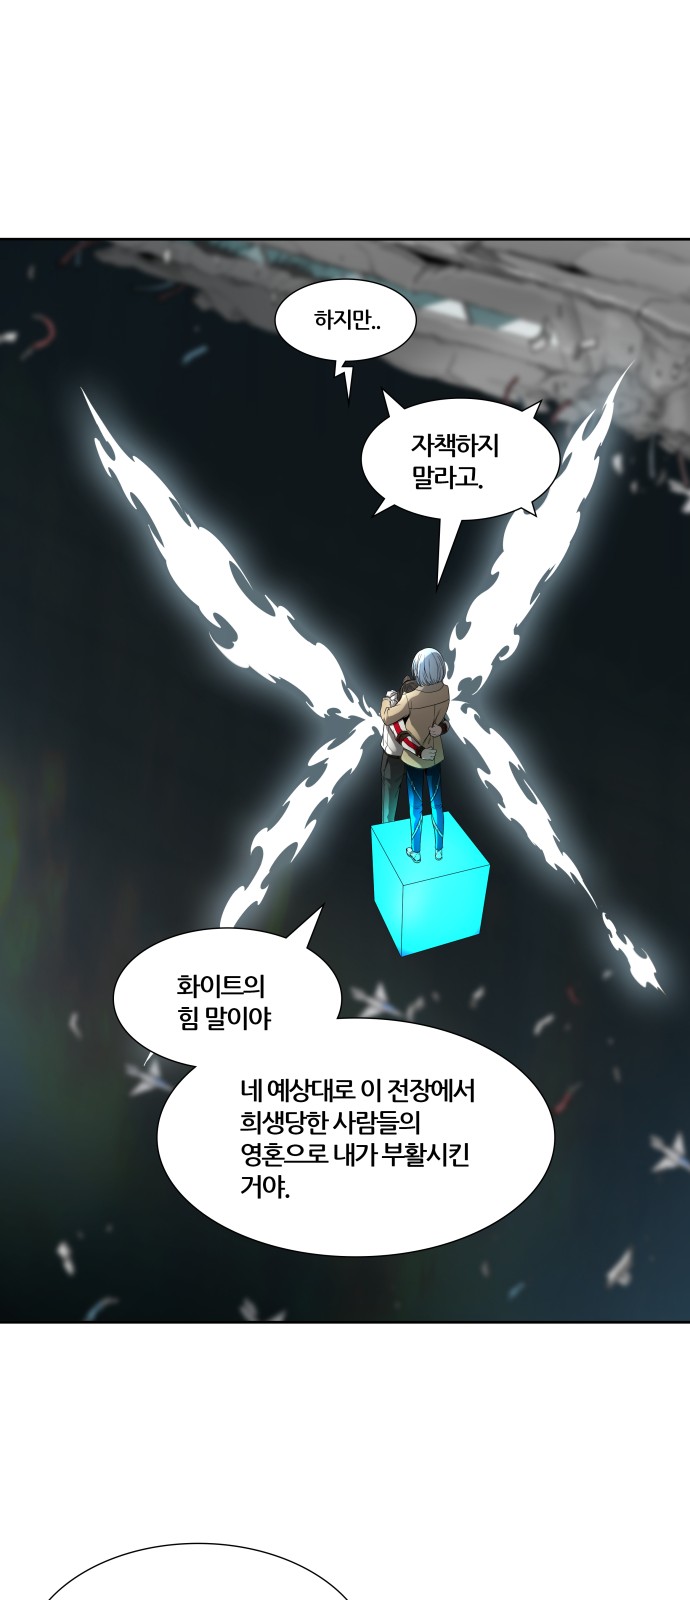 하지만..
자책하지
말라고.
화이트의
힘 말이야
네 예상대로 이 전장에서
희생당한 사람들의
영혼으로 내가 부활시킨
거야.